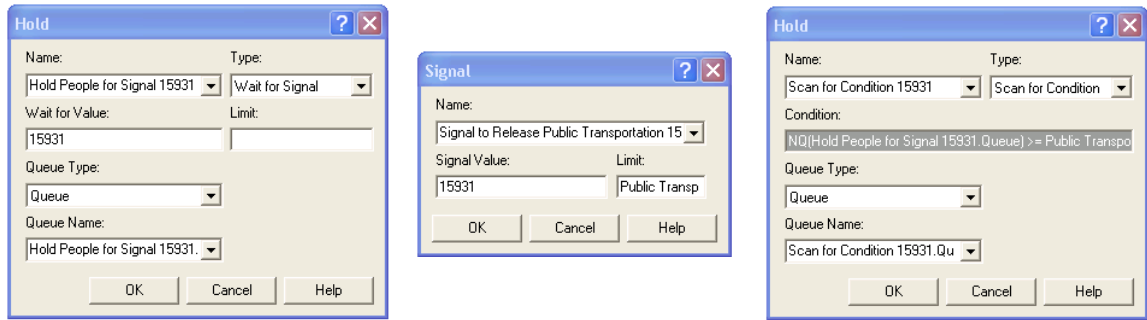 Hold
Name:
Type:
Hold People for Signal 15931
Wait for Signal
Wait for Value:
Limit:
15931
Queue Type:
Queue
Queue Name:
Hold People for Signal 15931.
OK
Cancel
Help
Signal
Name:
Signal to Release Public Transportation 15
Signal Value:
Limit:
15931
Public Transp
OK
Cancel
Help
Hold
Name:
Type:
Scan for Condition 15931
Scan for Condition
Condition:
NQ(Hold People for Signal 15931.Queue) >= Public Transpo
Queue Type:
Queue
Queue Name:
Scan for Condition 15931.Qu
OK
Cancel
Help